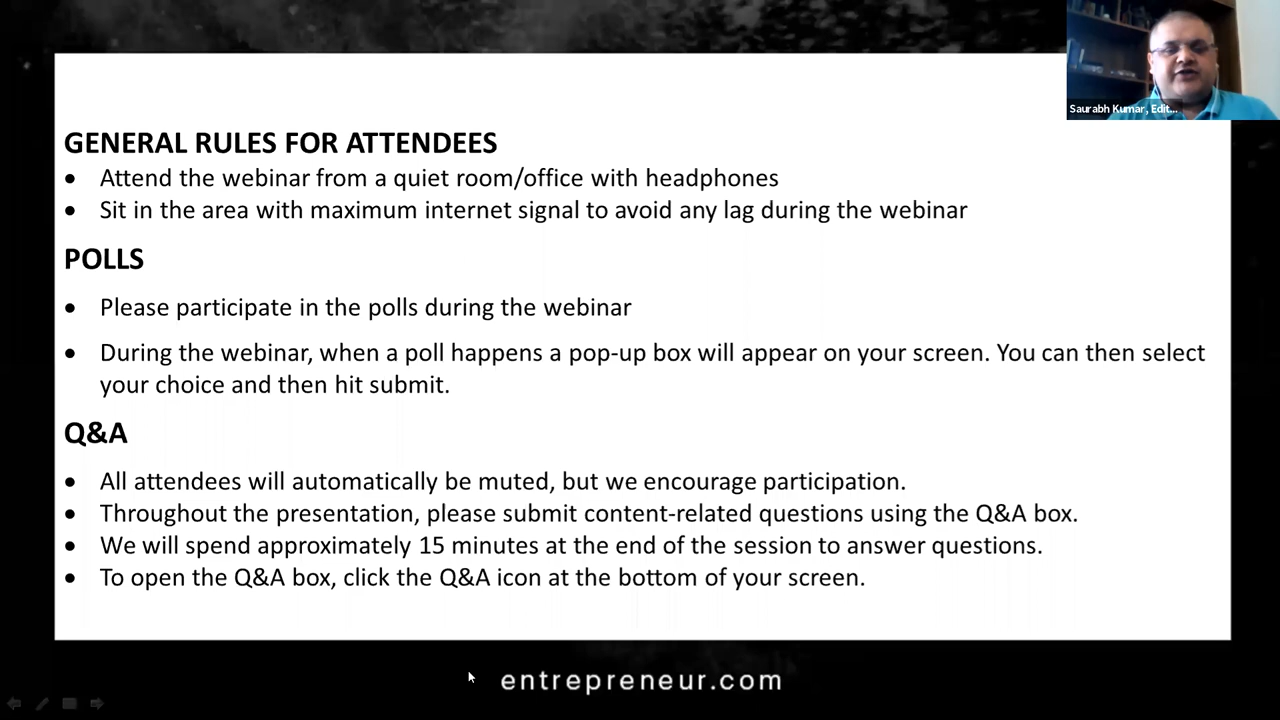 Saurabh Kumar, Edit...
GENERAL RULES FOR ATTENDEES
• Attend the webinar from a quiet room/office with headphones
• Sit in the area with maximum internet signal to avoid any lag during the webinar
POLLS
• Please participate in the polls during the webinar
• During the webinar, when a poll happens a pop-up box will appear on your screen. You can then select
your choice and then hit submit.
Q&A
• All attendees will automatically be muted, but we encourage participation.
• Throughout the presentation, please submit content-related questions using the Q&A box.
• We will spend approximately 15 minutes at the end of the session to answer questions.
• To open the Q&A box, click the Q&A icon at the bottom of your screen.
entrepreneur.com